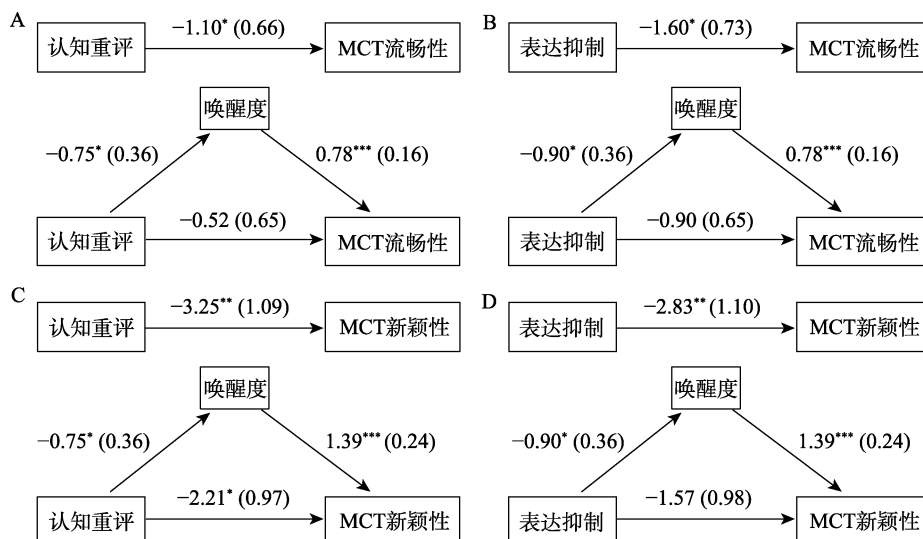 A
−1.10* (0.66)
认知重评
MCT流畅性
唤醒度
−0.75* (0.36)
0.78*** (0.16)
−0.52 (0.65)
认知重评
MCT流畅性
B
−1.60* (0.73)
表达抑制
MCT流畅性
唤醒度
−0.90* (0.36)
0.78*** (0.16)
−0.90 (0.65)
表达抑制
MCT流畅性
C
−3.25** (1.09)
认知重评
MCT新颖性
唤醒度
−0.75* (0.36)
1.39*** (0.24)
−2.21* (0.97)
认知重评
MCT新颖性
D
−2.83** (1.10)
表达抑制
MCT新颖性
唤醒度
−0.90* (0.36)
1.39*** (0.24)
−1.57 (0.98)
表达抑制
MCT新颖性